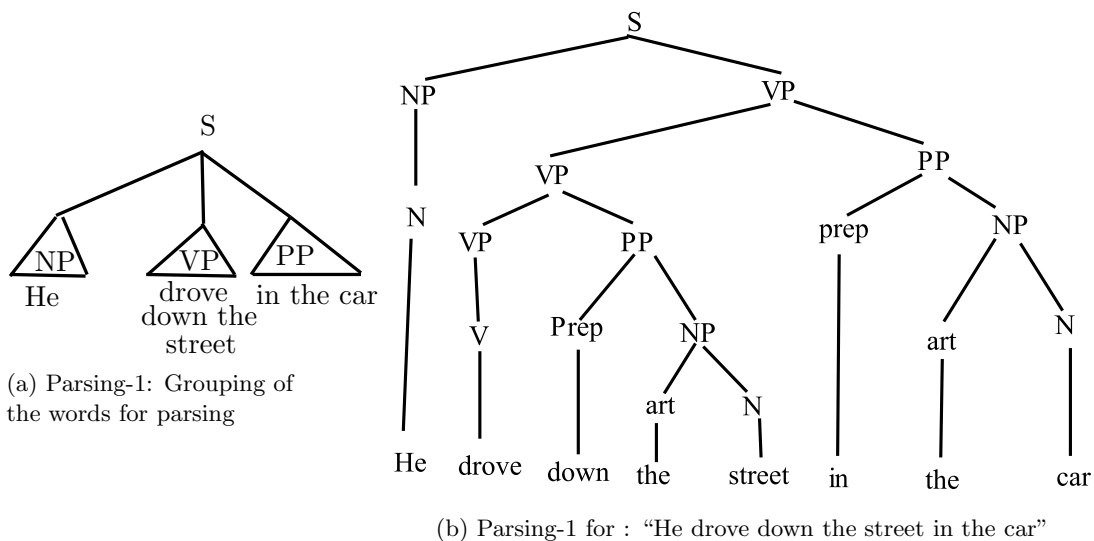 S
NP VP PP
He drove in the car
down the
street
(a) Parsing-1: Grouping of
the words for parsing
S
NP VP
VP PP
N VP PP prep NP
V Prep NP art N
art N
He drove down the street in the car
(b) Parsing-1 for : “He drove down the street in the car”